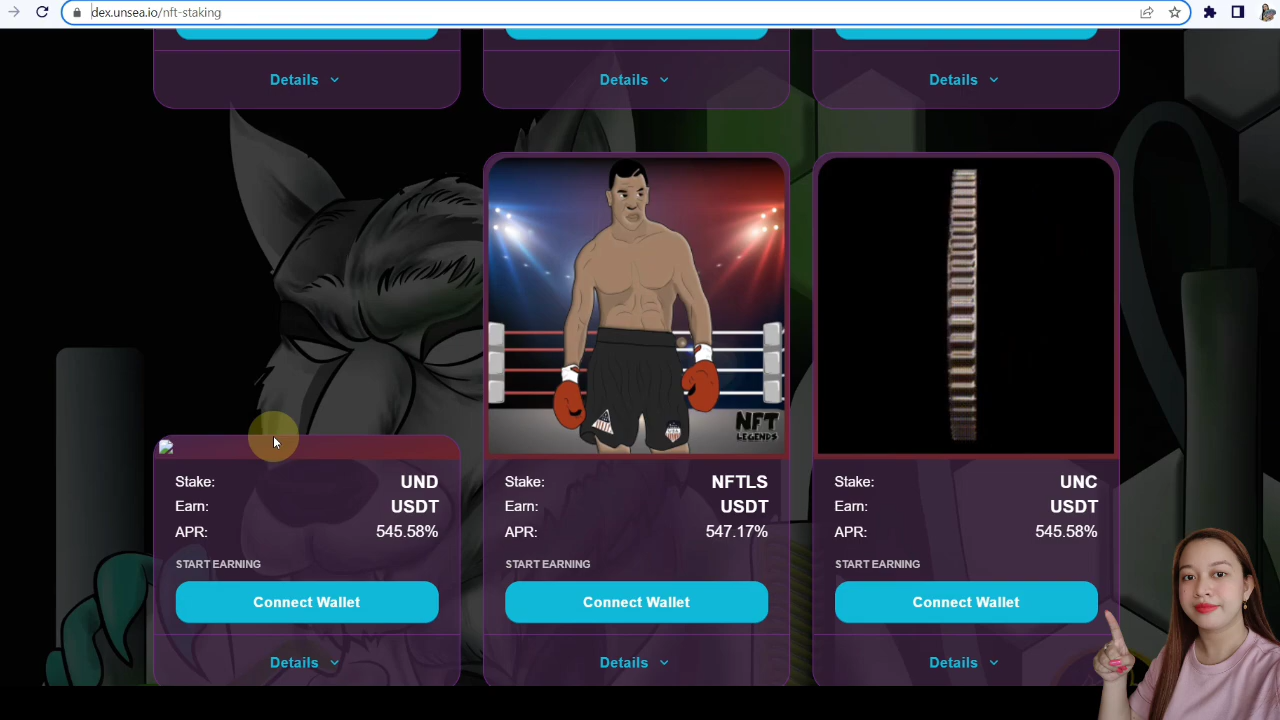 dex.unsea.io/nft-staking
Details
Details
Details
NFT
LEGENDS
Stake: UND
Earn: USDT
APR: 545.58%
START EARNING
Connect Wallet
Details
Stake: NFTLS
Earn: USDT
APR: 547.17%
START EARNING
Connect Wallet
Details
Stake: UNC
Earn: USDT
APR: 545.58%
START EARNING
Connect Wallet
Details